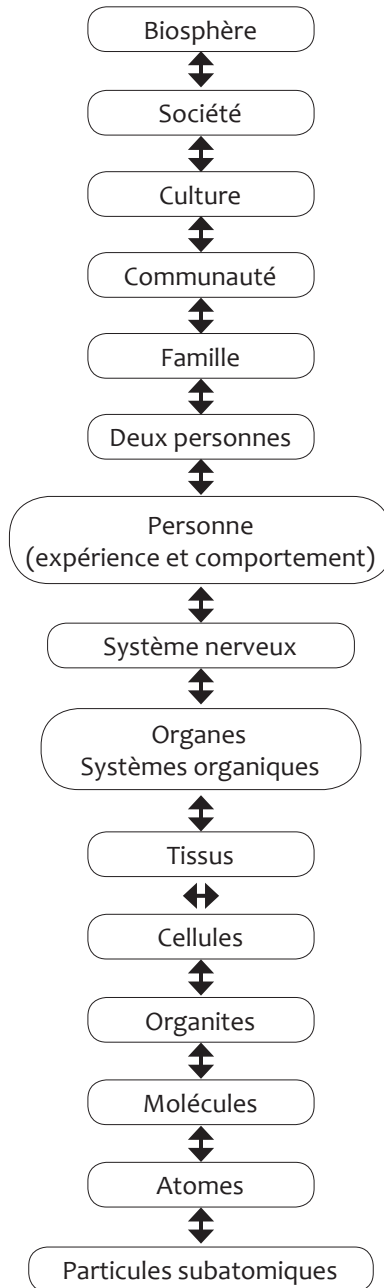 Biosphère
Société
Culture
Communauté
Famille
Deux personnes
Personne
(expérience et comportement)
Système nerveux
Organes
Systèmes organiques
Tissus
Cellules
Organites
Molécules
Atomes
Particules subatomiques